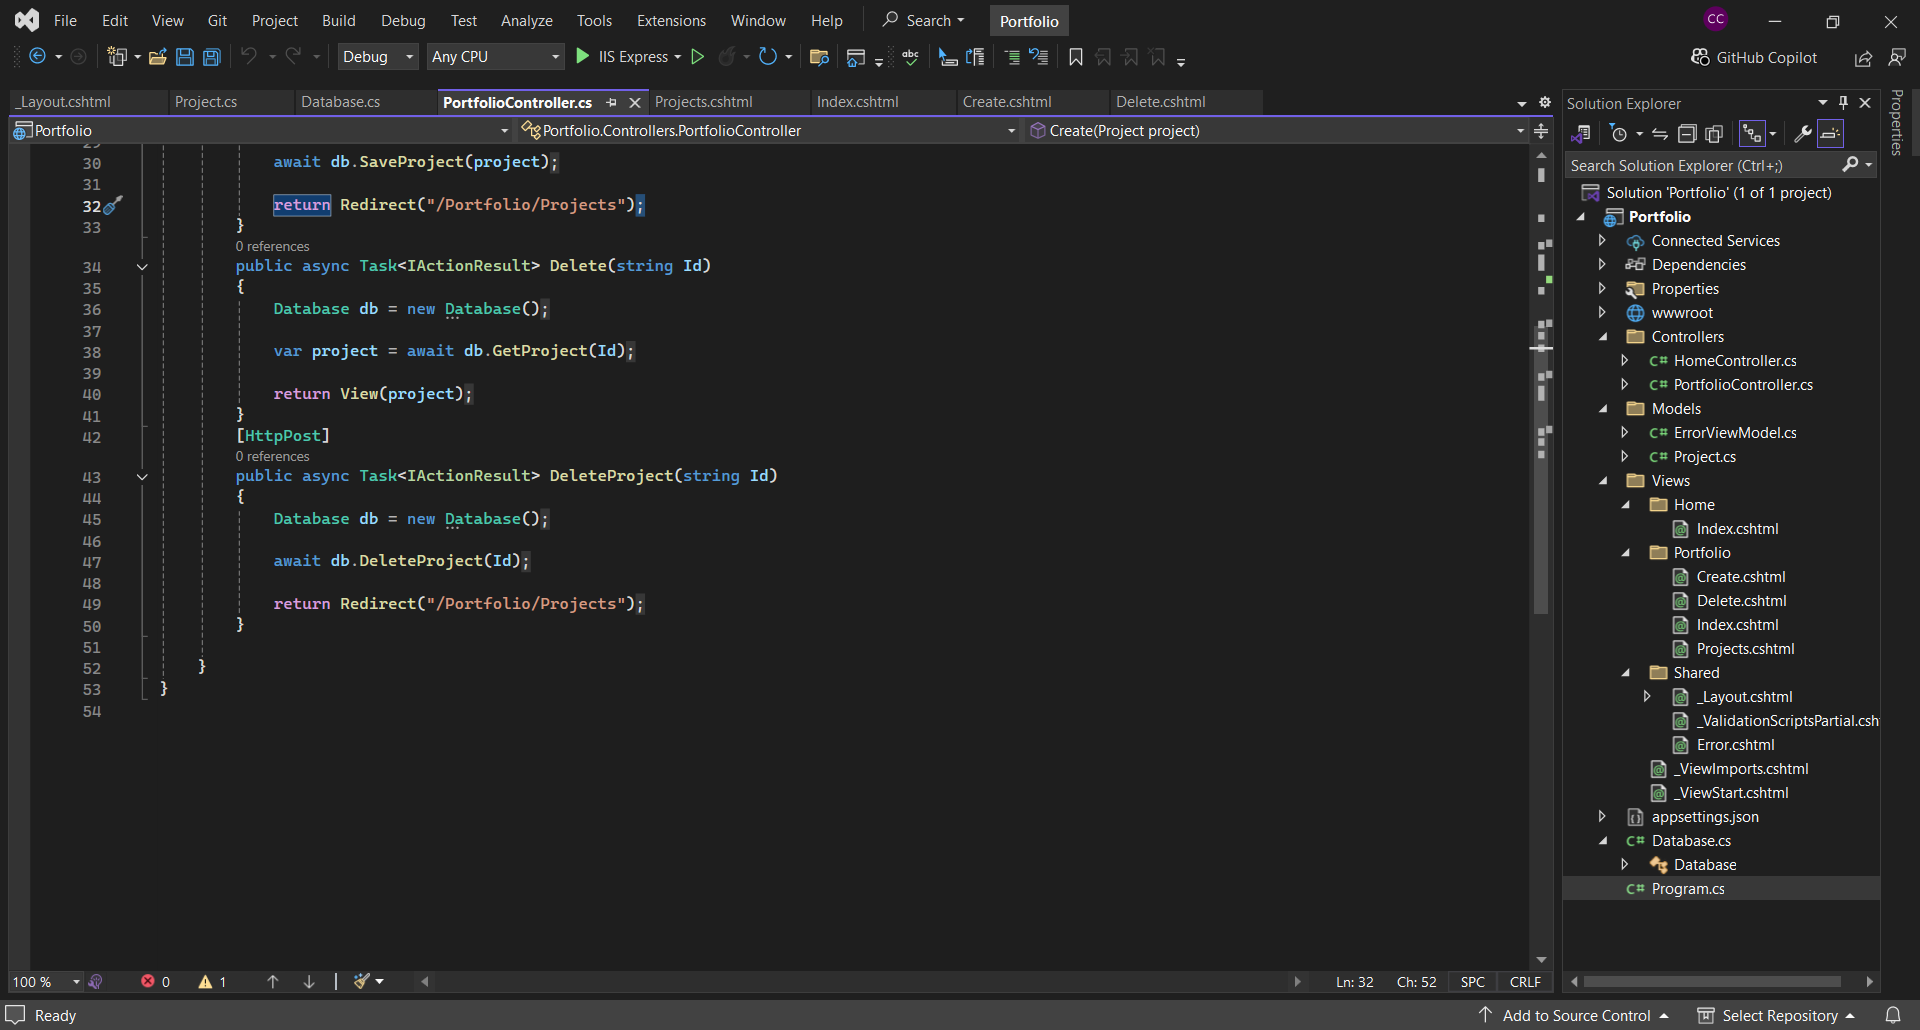 File Edit View Git Project Build Debug Test Analyze Tools Extensions Window Help Search Portfolio CC
Debug Any CPU IIS Express abc GitHub Copilot
_Layout.cshtml Project.cs Database.cs PortfolioController.cs Projects.cshtml Index.cshtml Create.cshtml Delete.cshtml
Portfolio Portfolio.Controllers.PortfolioController Create(Project project)
30 await db.SaveProject(project);
31
32 return Redirect("/Portfolio/Projects");
33 }
0 references
34 public async Task<IActionResult> Delete(string Id)
35 {
36 Database db = new Database();
37
38 var project = await db.GetProject(Id);
39
40 return View(project);
41 }
42 [HttpPost]
0 references
43 public async Task<IActionResult> DeleteProject(string Id)
44 {
45 Database db = new Database();
46
47 await db.DeleteProject(Id);
48
49 return Redirect("/Portfolio/Projects");
50 }
51
52 }
53 }
54
100 % 0 1 Ln: 32 Ch: 52 SPC CRLF
Solution Explorer
Search Solution Explorer (Ctrl+;)
Solution 'Portfolio' (1 of 1 project)
Portfolio
Connected Services
Dependencies
Properties
wwwroot
Controllers
C# HomeController.cs
C# PortfolioController.cs
Models
C# ErrorViewModel.cs
C# Project.cs
Views
Home
Index.cshtml
Portfolio
Create.cshtml
Delete.cshtml
Index.cshtml
Projects.cshtml
Shared
_Layout.cshtml
_ValidationScriptsPartial.csh
Error.cshtml
_ViewImports.cshtml
_ViewStart.cshtml
appsettings.json
C# Database.cs
Database
C# Program.cs
Properties
Ready Add to Source Control Select Repository